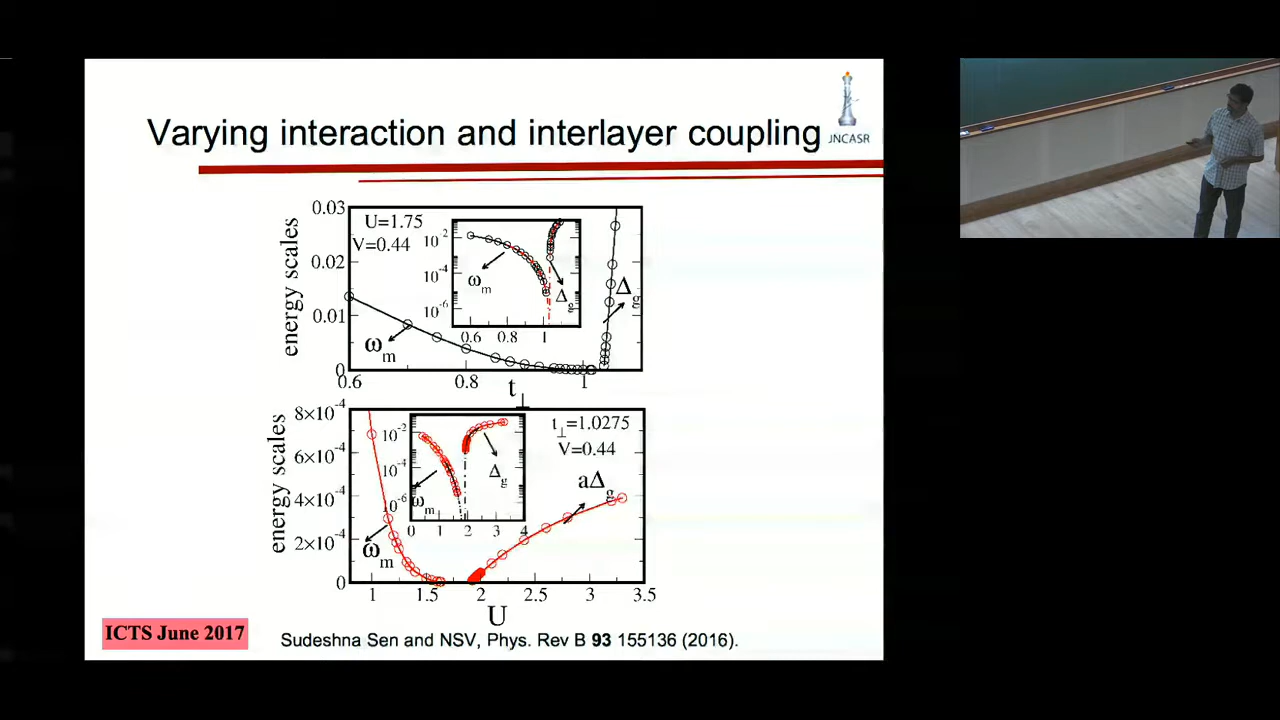 Varying interaction and interlayer coupling
JNCASR
energy scales
0.03
0.02
0.01
0
U=1.75
V=0.44
10^2
10^-4
10^-6
ω_m
Δ_g
0.6 0.8 1
ω_m
Δ_g
0.6 0.8 1
t_⊥
energy scales
8×10^-4
6×10^-4
4×10^-4
2×10^-4
0
10^-2
10^-4
10^-6
ω_m
Δ_g
0 1 2 3 4
t_⊥=1.0275
V=0.44
aΔ_g
ω_m
1 1.5 2 2.5 3 3.5
U
ICTS June 2017
Sudeshna Sen and NSV, Phys. Rev B 93 155136 (2016).